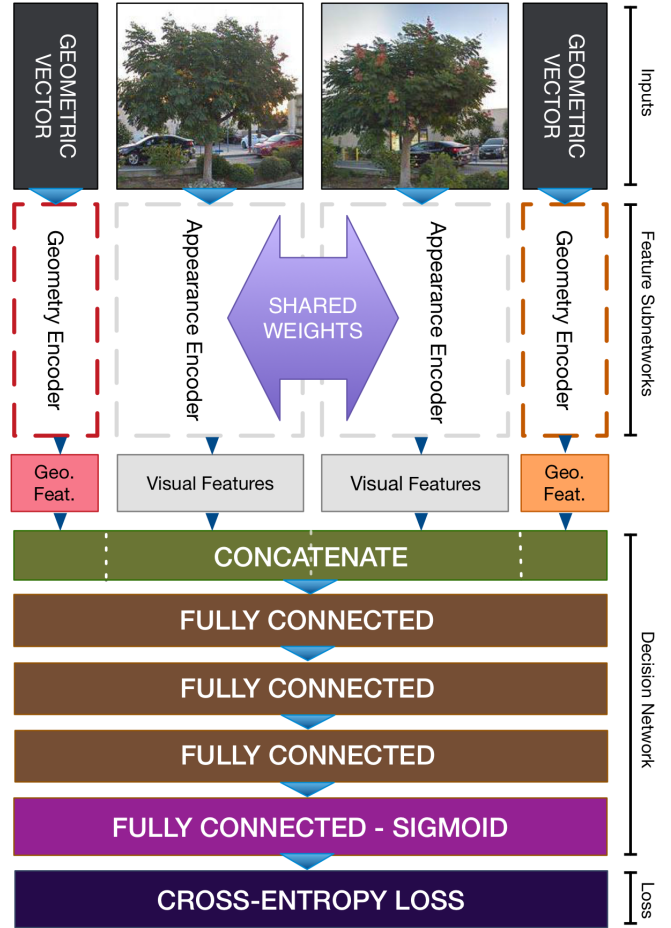 GEOMETRIC
VECTOR
GEOMETRIC
VECTOR
Inputs
Geometry Encoder
Appearance Encoder
SHARED
WEIGHTS
Appearance Encoder
Geometry Encoder
Feature Subnetworks
Geo.
Feat.
Visual Features
Visual Features
Geo.
Feat.
CONCATENATE
FULLY CONNECTED
FULLY CONNECTED
FULLY CONNECTED
FULLY CONNECTED - SIGMOID
Decision Network
CROSS-ENTROPY LOSS
Loss